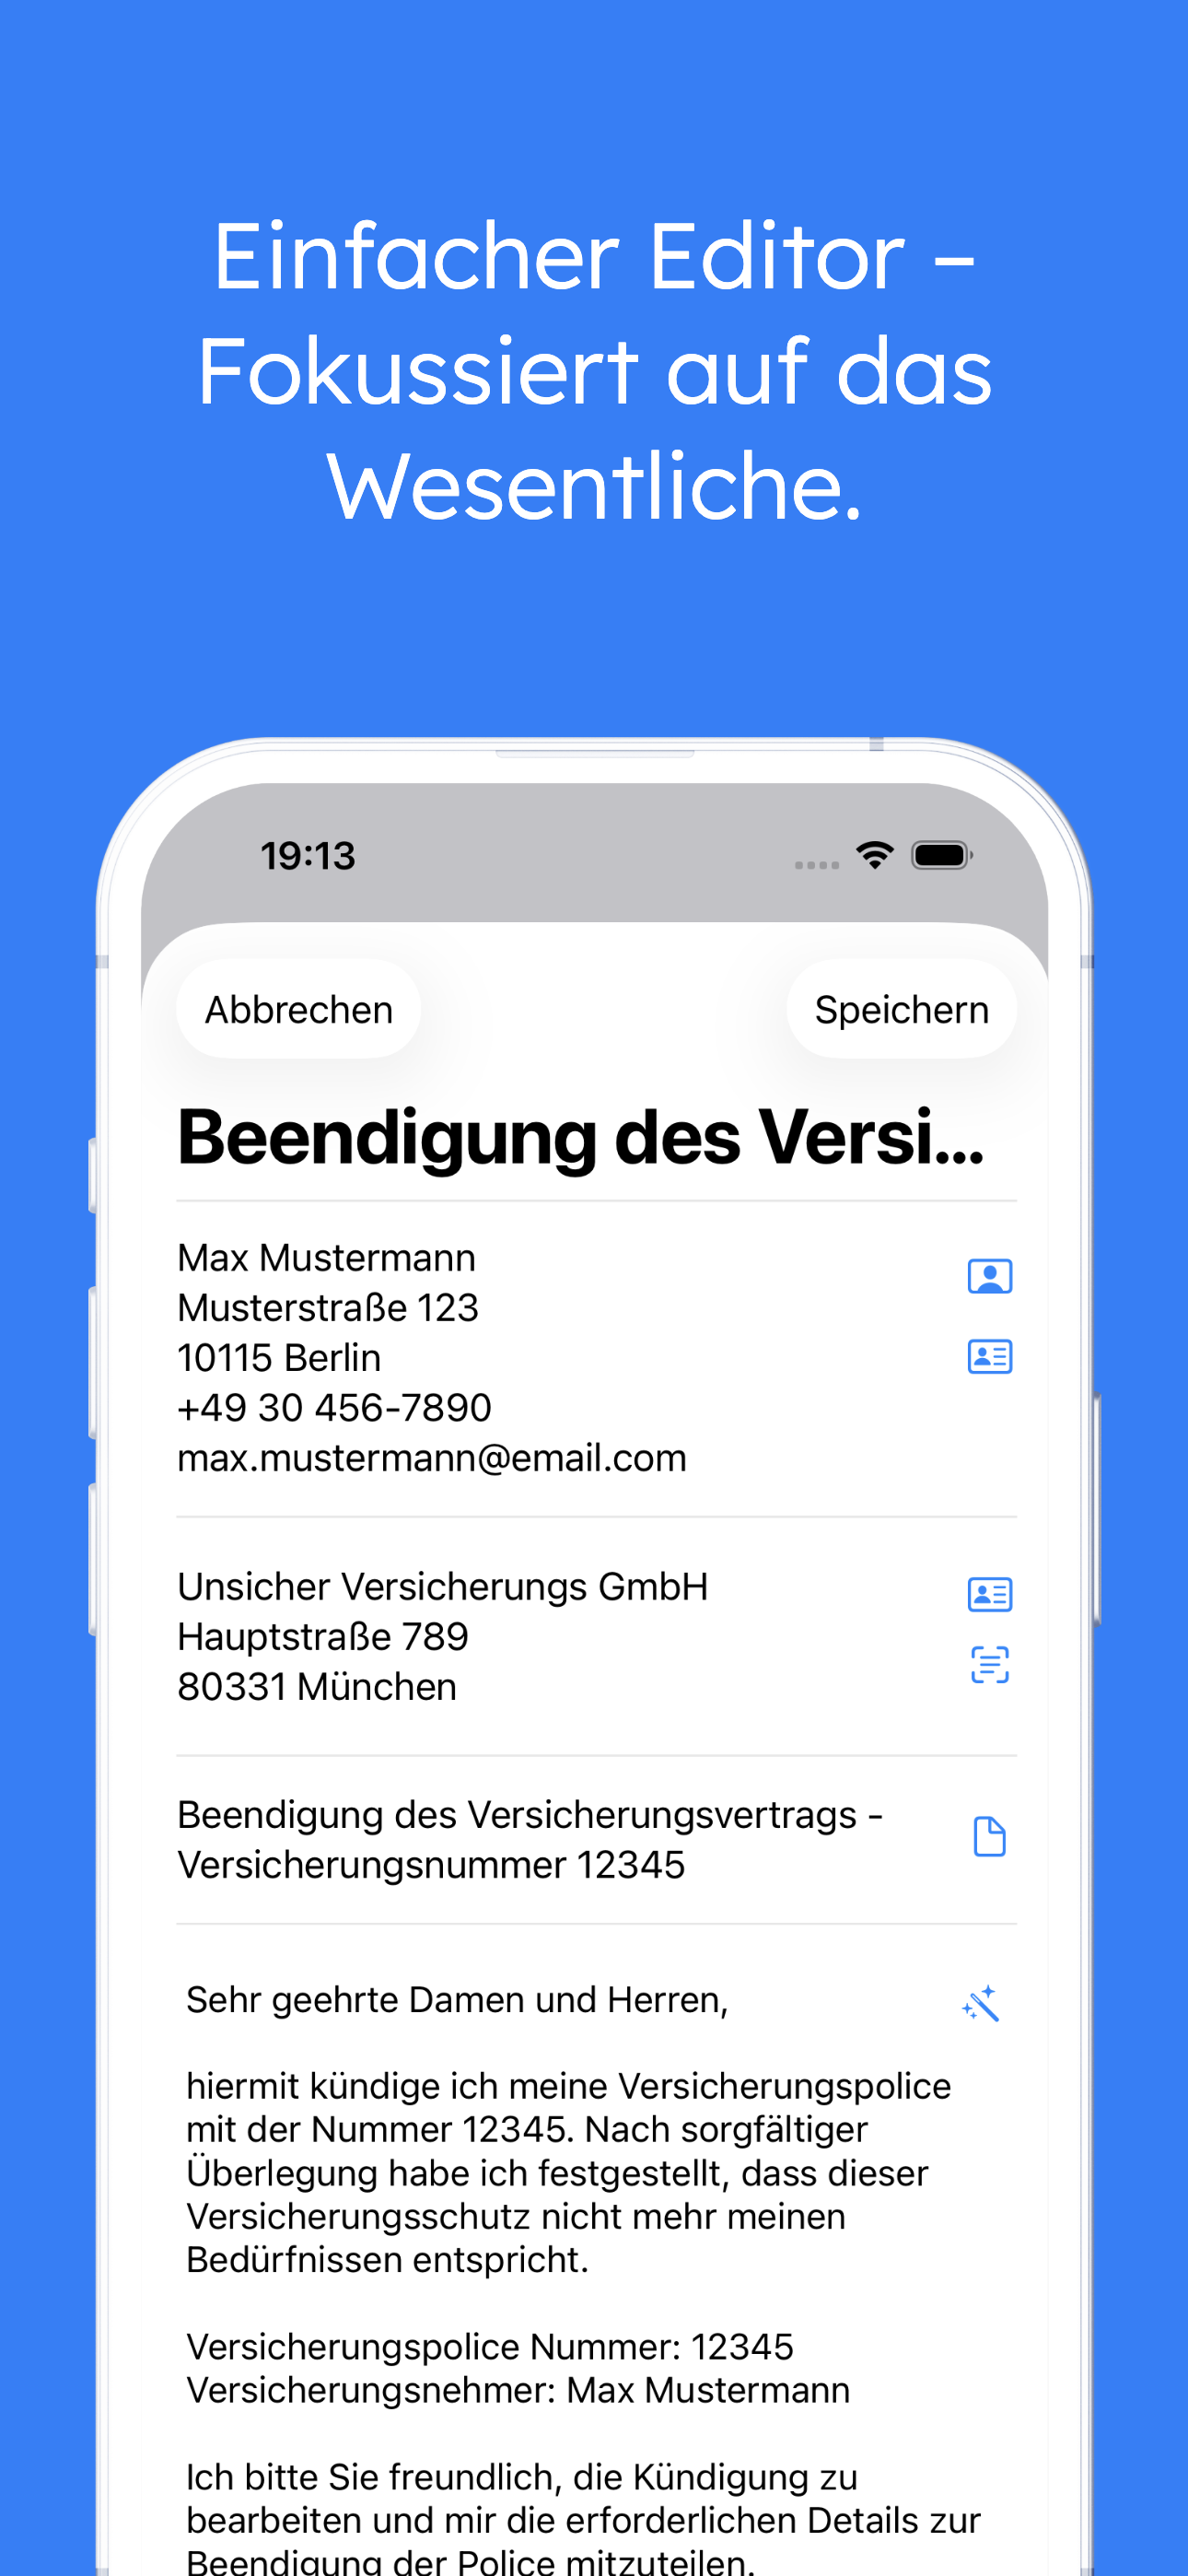 Einfacher Editor –
Fokussiert auf das
Wesentliche.
19:13
Abbrechen
Speichern
Beendigung des Versi...
Max Mustermann
Musterstraße 123
10115 Berlin
+49 30 456-7890
max.mustermann@email.com
Unsicher Versicherungs GmbH
Hauptstraße 789
80331 München
Beendigung des Versicherungsvertrags -
Versicherungsnummer 12345
Sehr geehrte Damen und Herren,
hiermit kündige ich meine Versicherungspolice
mit der Nummer 12345. Nach sorgfältiger
Überlegung habe ich festgestellt, dass dieser
Versicherungsschutz nicht mehr meinen
Bedürfnissen entspricht.
Versicherungspolice Nummer: 12345
Versicherungsnehmer: Max Mustermann
Ich bitte Sie freundlich, die Kündigung zu
bearbeiten und mir die erforderlichen Details zur
Beendigung der Police mitzuteilen.